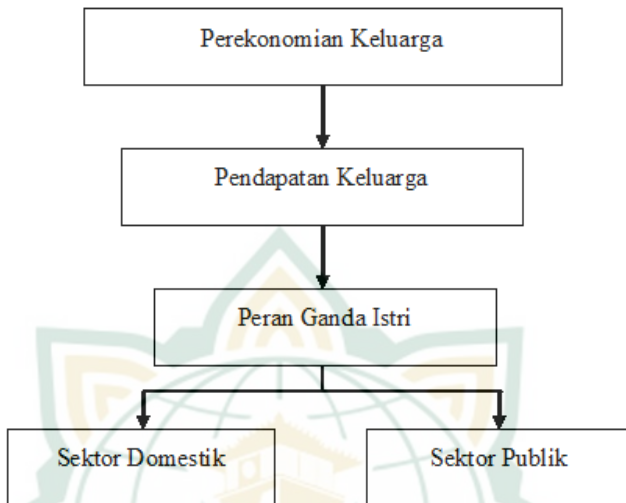 Perekonomian Keluarga
Pendapatan Keluarga
Peran Ganda Istri
Sektor Domestik
Sektor Publik